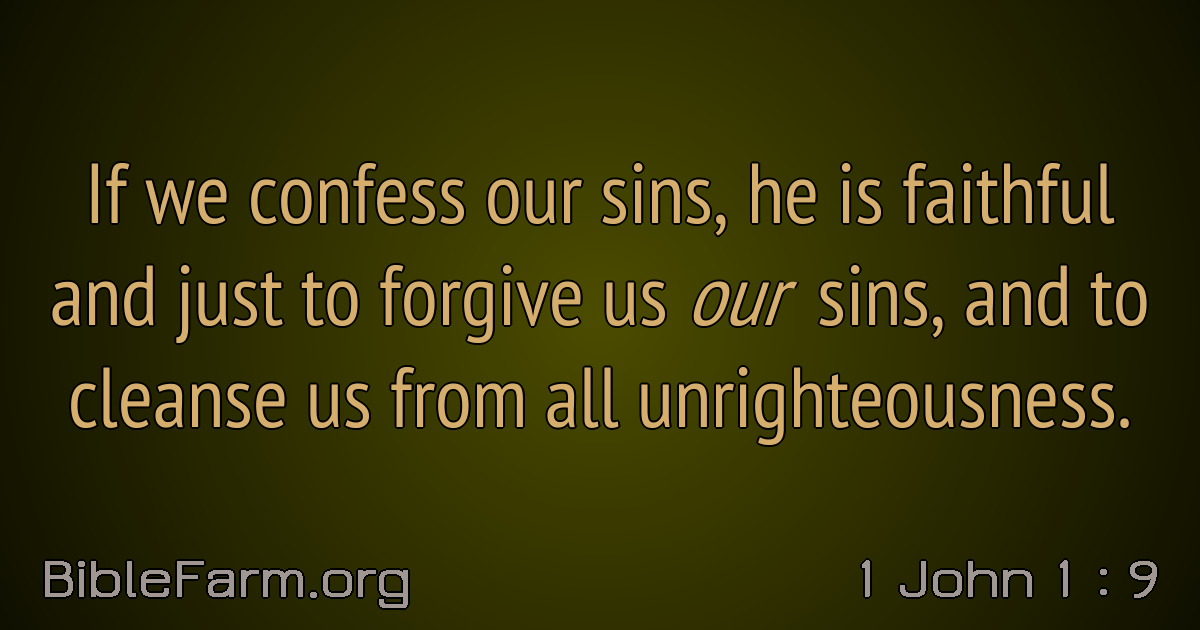 If we confess our sins, he is faithful
and just to forgive us our sins, and to
cleanse us from all unrighteousness.
BibleFarm.org
1 John 1 : 9